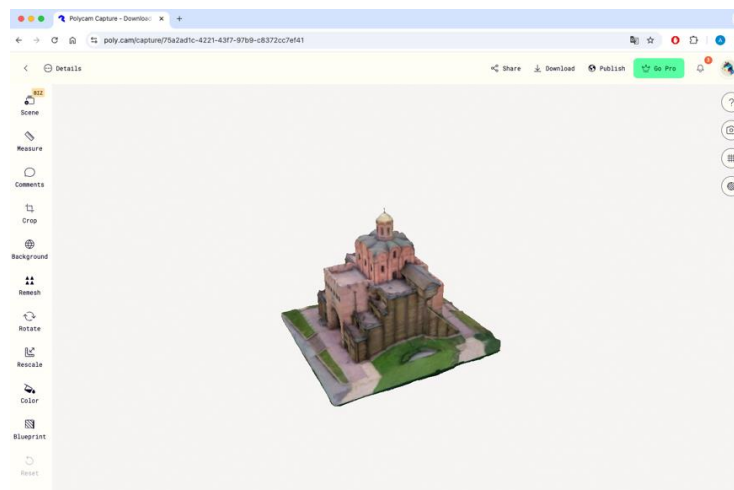 Polycam Capture - Download
poly.cam/capture/75a2ad1c-4221-43f7-97b9-c8372cc7ef41
Details
Share
Download
Publish
Go Pro
BIZ
Scene
Measure
Comments
Crop
Background
Remesh
Rotate
Rescale
Color
Blueprint
Reset